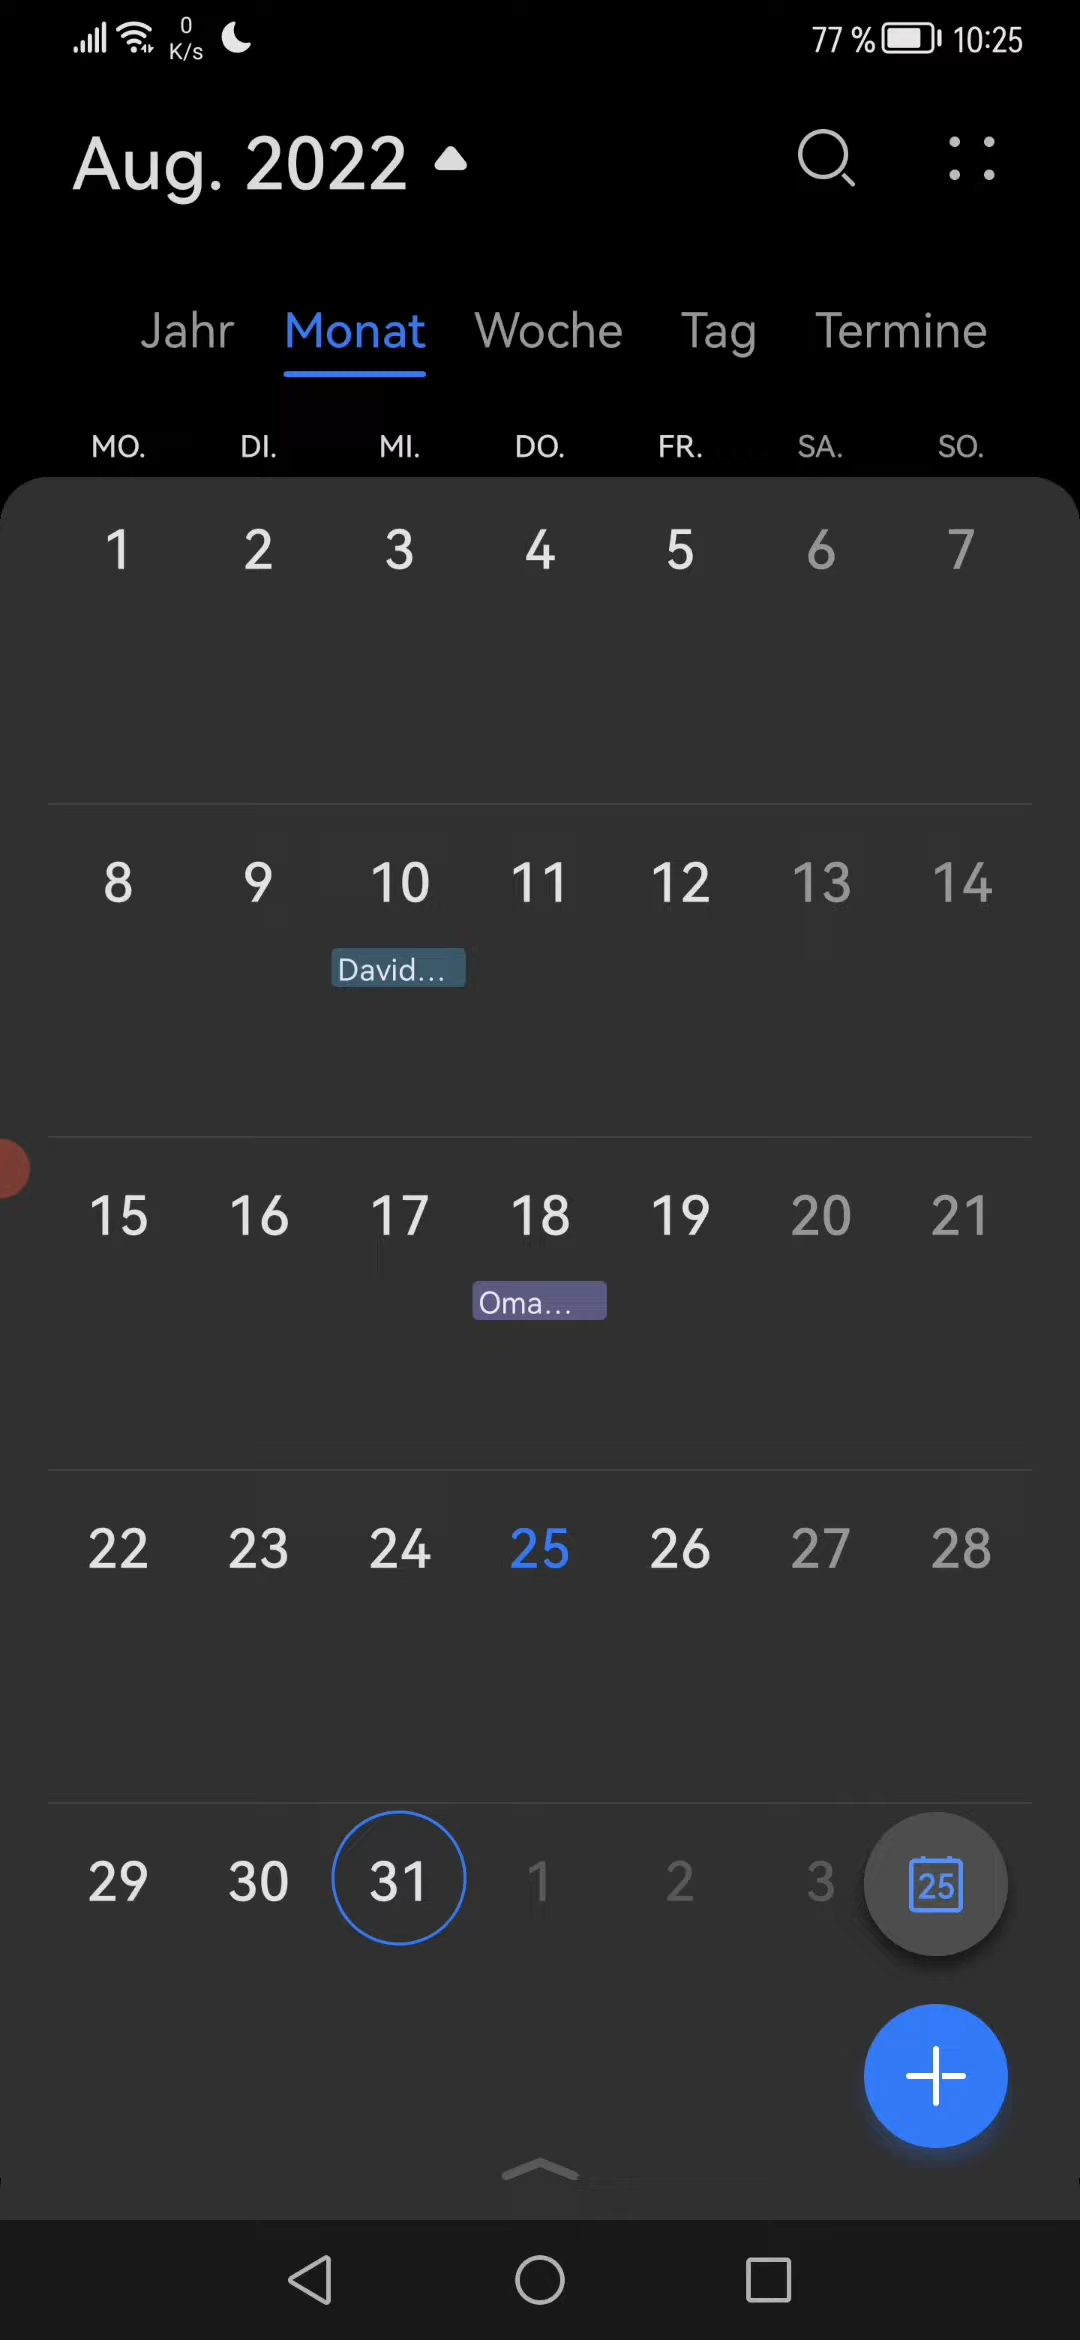 0
K/s
77 % 10:25
Aug. 2022
Jahr Monat Woche Tag Termine
MO. DI. MI. DO. FR. SA. SO.
1 2 3 4 5 6 7
8 9 10 11 12 13 14
David...
15 16 17 18 19 20 21
Oma...
22 23 24 25 26 27 28
29 30 31 1 2 3 25